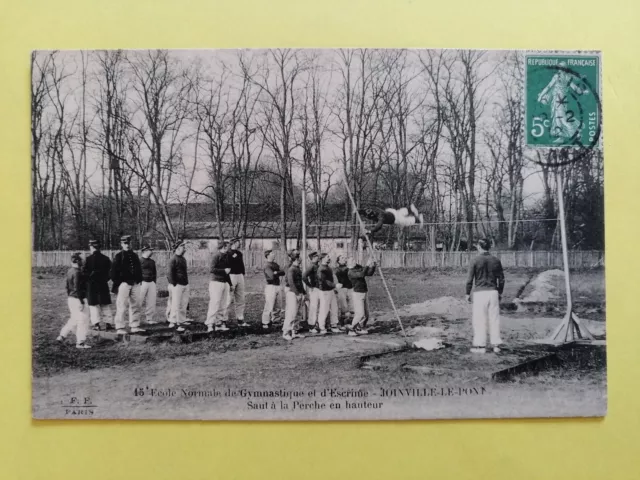 REPUBLIQUE FRANÇAISE
5c
POSTES
15 Ecole Normale de Gymnastique et d'Escrime - JOINVILLE-LE-PONT
Saut à la Perche en hauteur
F. F.
PARIS